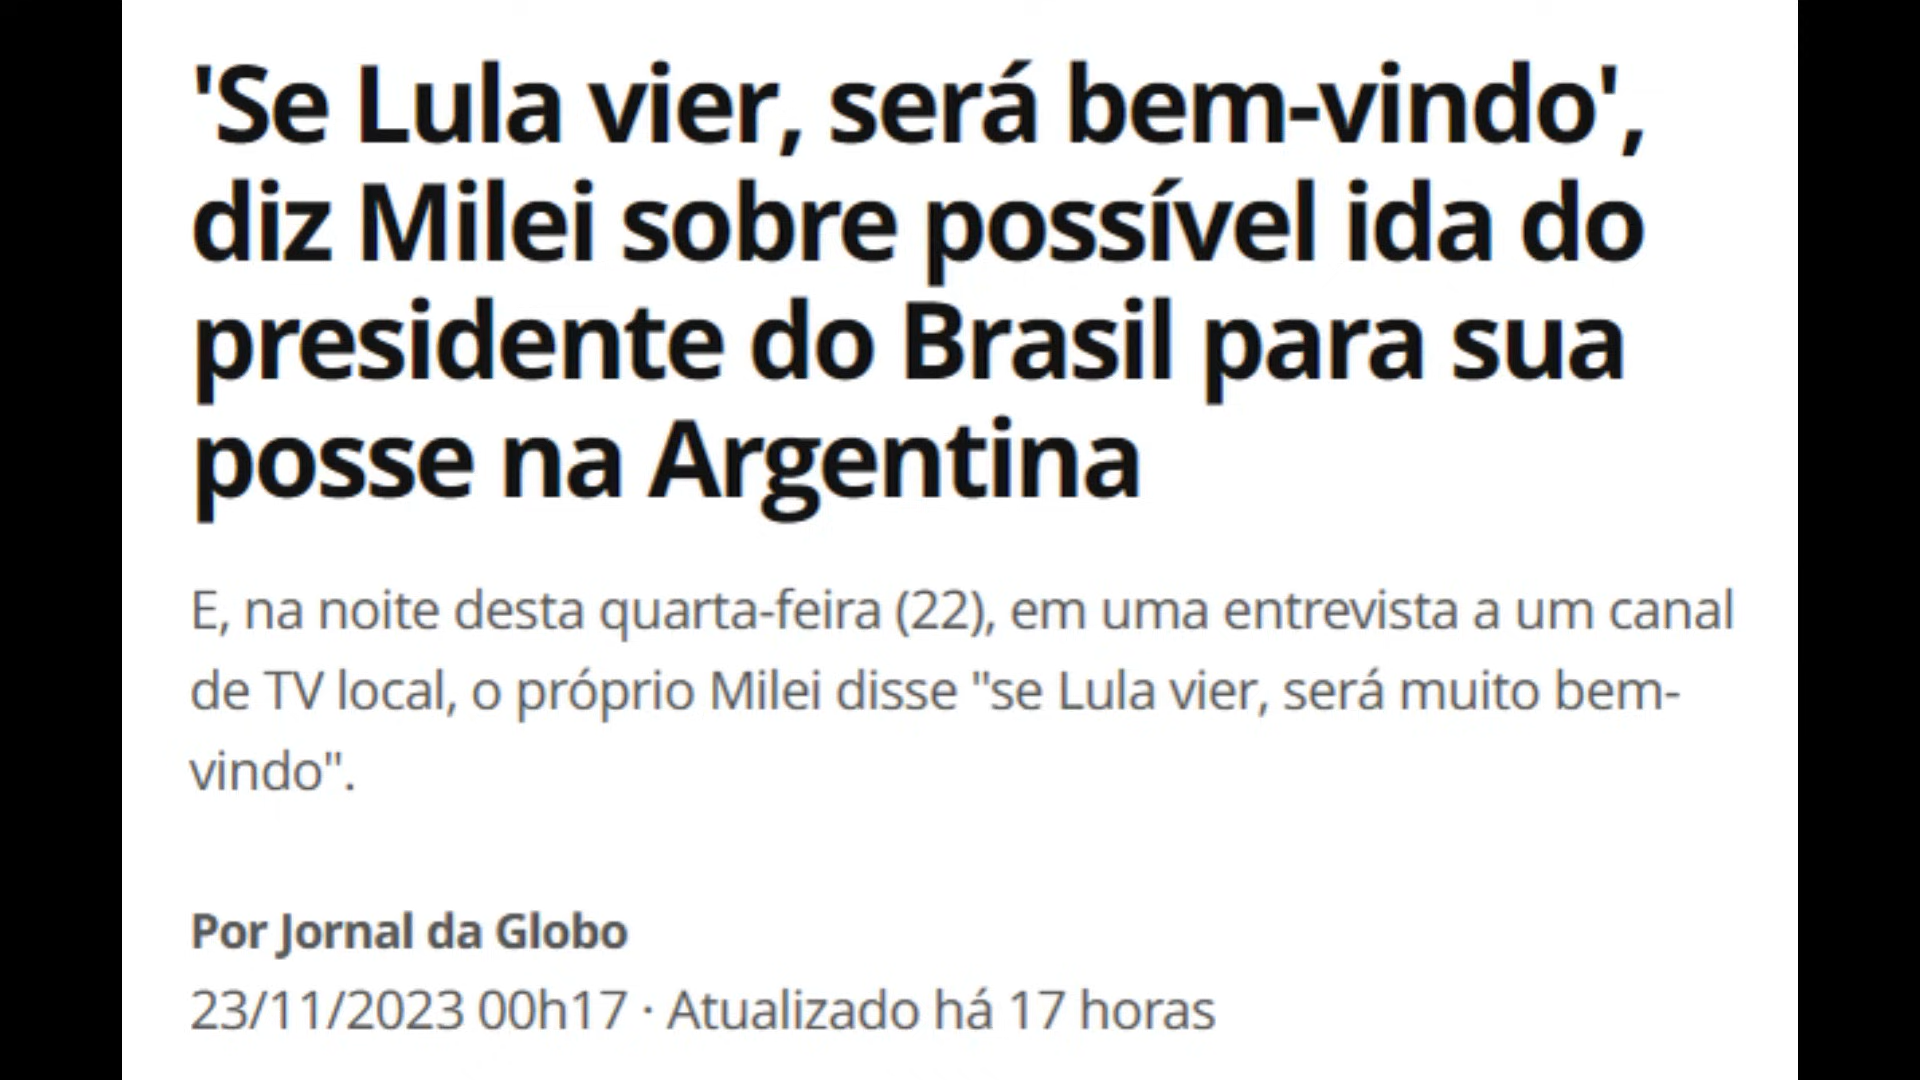 'Se Lula vier, será bem-vindo',
diz Milei sobre possível ida do
presidente do Brasil para sua
posse na Argentina
E, na noite desta quarta-feira (22), em uma entrevista a um canal
de TV local, o próprio Milei disse "se Lula vier, será muito bem-
vindo".
Por Jornal da Globo
23/11/2023 00h17 · Atualizado há 17 horas